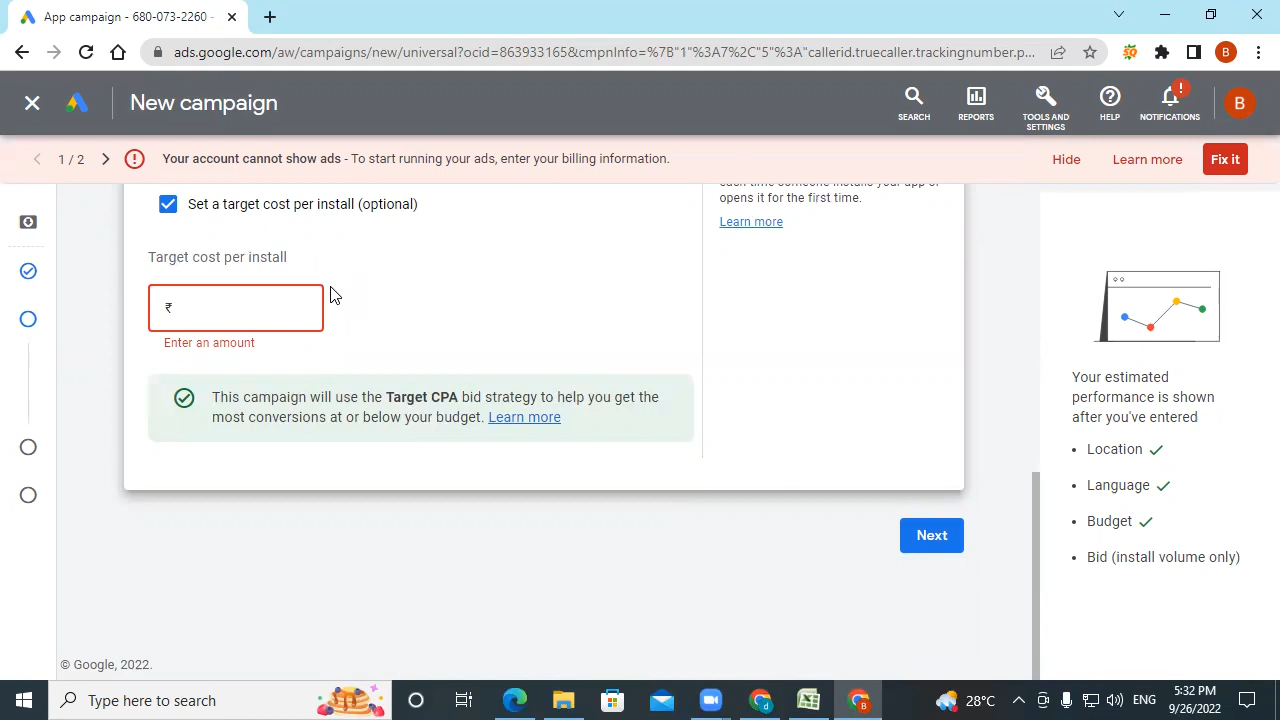 App campaign - 680-073-2260 -
ads.google.com/aw/campaigns/new/universal?ocid=863933165&cmpnInfo=%7B"1"%3A7%2C"5"%3A"callerid.truecaller.trackingnumber.p...
B
New campaign
SEARCH
REPORTS
TOOLS AND
SETTINGS
HELP
NOTIFICATIONS
B
1 / 2
Your account cannot show ads - To start running your ads, enter your billing information.
Hide
Learn more
Fix it
each time someone installs your app or
Set a target cost per install (optional)
opens it for the first time.
Learn more
Target cost per install
₹
Enter an amount
This campaign will use the Target CPA bid strategy to help you get the
most conversions at or below your budget. Learn more
Your estimated
performance is shown
after you've entered
• Location
• Language
• Budget
• Bid (install volume only)
Next
© Google, 2022.
Type here to search
28°C
ENG
5:32 PM
9/26/2022